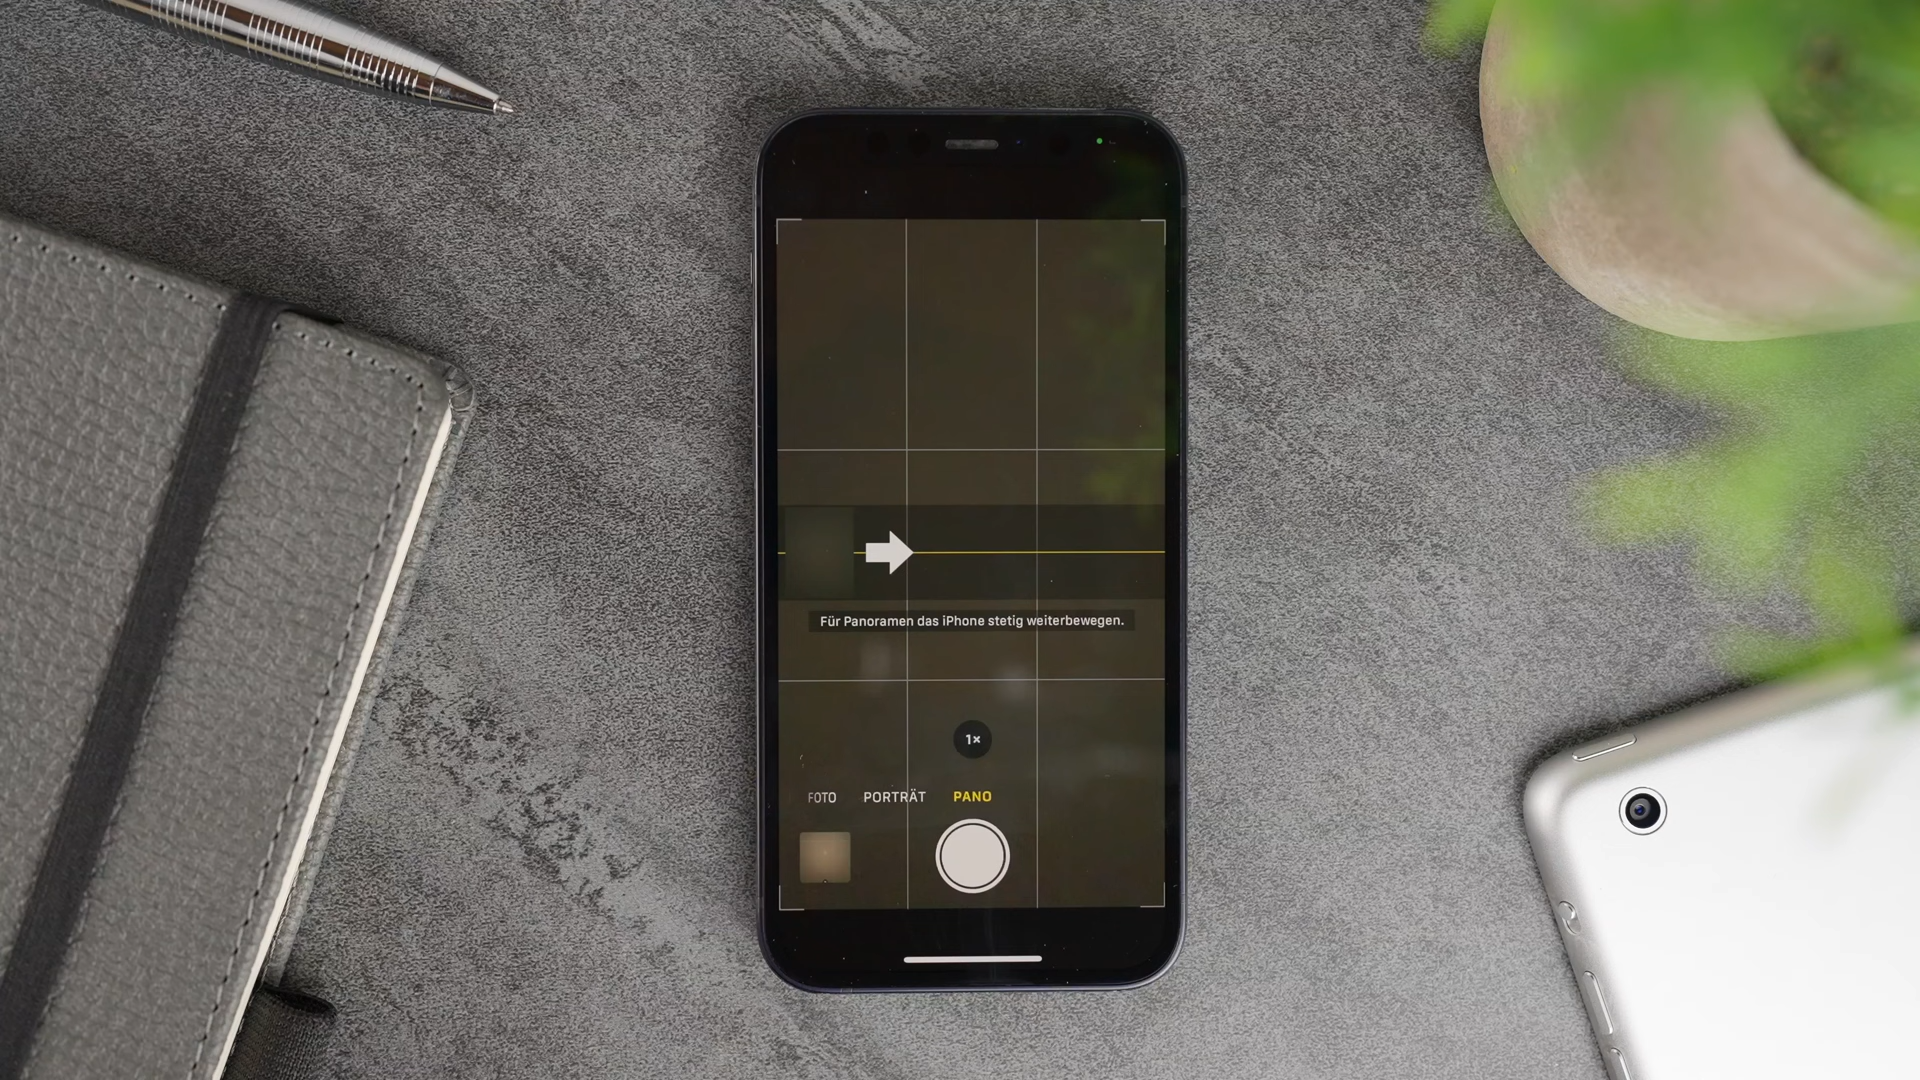 Für Panoramen das iPhone stetig weiterbewegen.
1×
FOTO PORTRÄT PANO